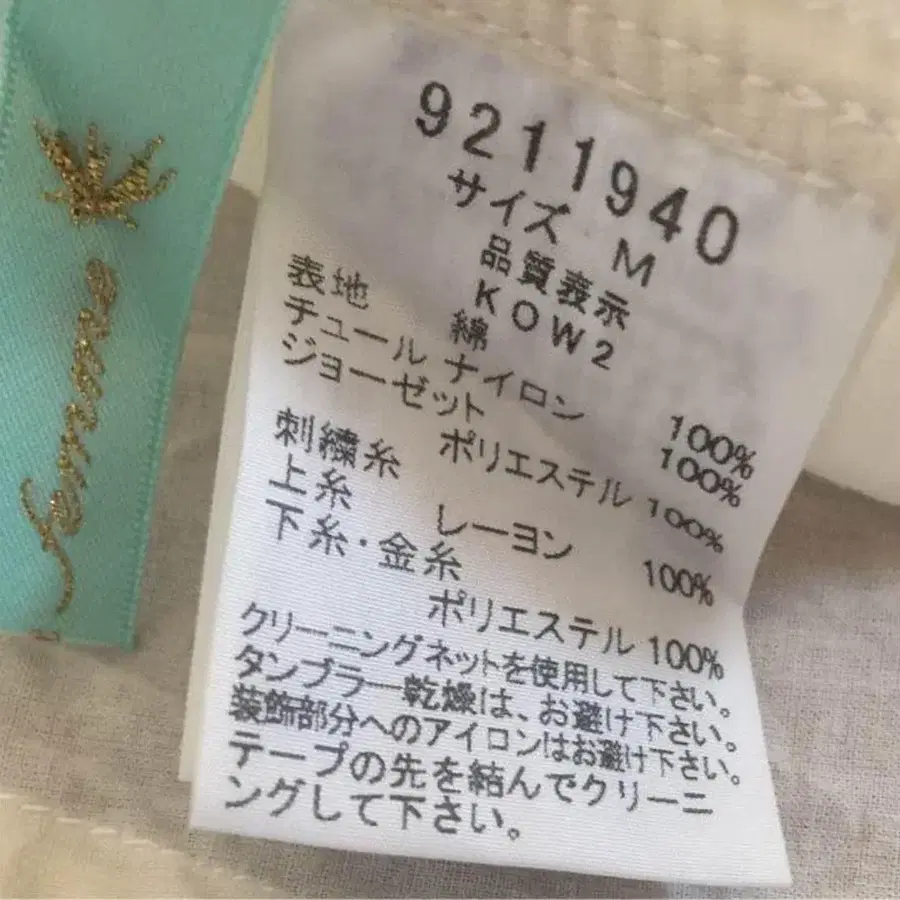 9211940
サイズ M
品質表示
KOW2
表地
綿 100%
チュール ナイロン 100%
ジョーゼット
ポリエステル 100%
刺繍糸
上糸
レーヨン 100%
下糸・金糸
ポリエステル 100%
クリーニングネットを使用して下さい。
タンブラー乾燥は、お避け下さい。
装飾部分へのアイロンはお避け下さい。
テープの先を結んでクリーニ
ングして下さい。